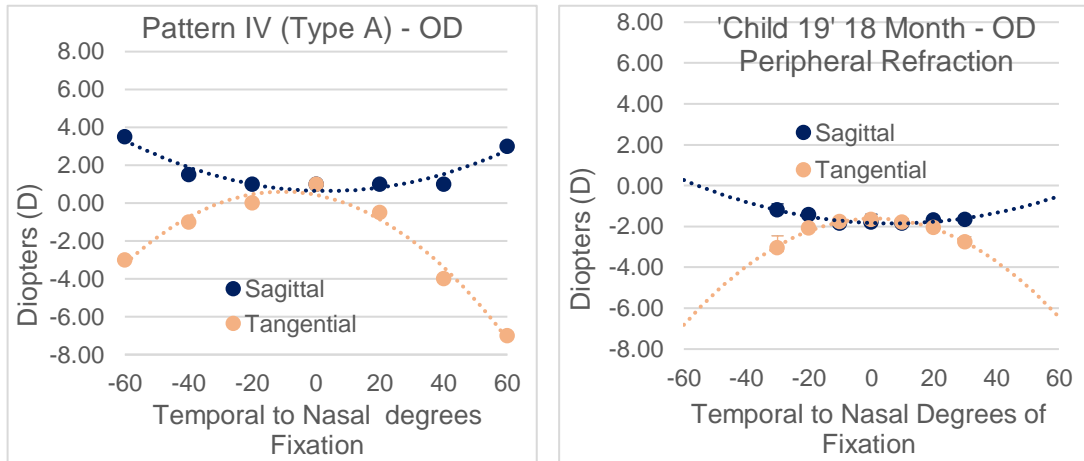 Pattern IV (Type A) - OD
8.00
6.00
4.00
2.00
0.00
-2.00
-4.00
-6.00
-8.00
Diopters (D)
Sagittal
Tangential
-60 -40 -20 0 20 40 60
Temporal to Nasal degrees
Fixation
'Child 19' 18 Month - OD
Peripheral Refraction
8.00
6.00
4.00
2.00
0.00
-2.00
-4.00
-6.00
-8.00
Diopters (D)
Sagittal
Tangential
-60 -40 -20 0 20 40 60
Temporal to Nasal Degrees of
Fixation